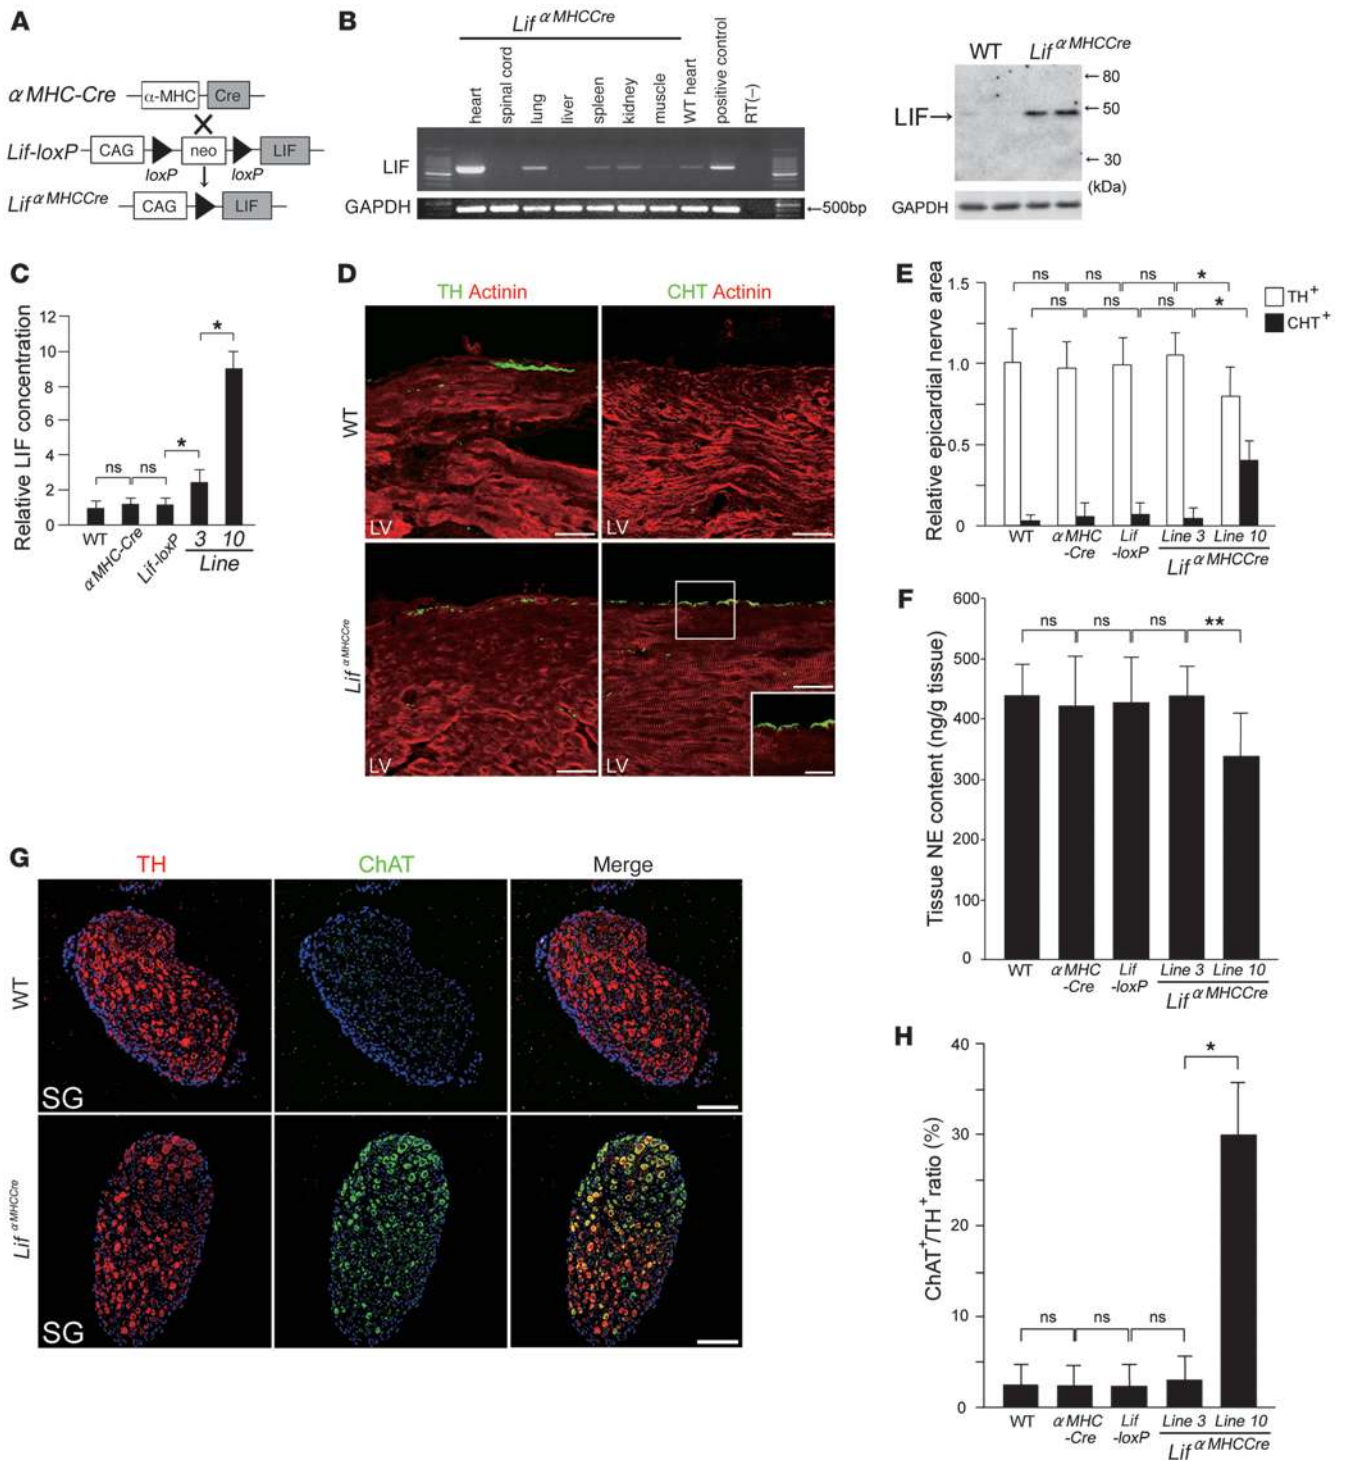 A
αMHC-Cre
α-MHC
Cre
Lif-loxP
CAG
neo
LIF
loxP
loxP
Lif αMHCCre
CAG
LIF
B
Lif αMHCCre
heart
spinal cord
lung
liver
spleen
kidney
muscle
WT heart
positive control
RT(−)
LIF
GAPDH
←500bp
WT
Lif αMHCCre
LIF→
←80
←50
←30
(kDa)
GAPDH
C
Relative LIF concentration
12
10
8
6
4
2
0
ns
ns
*
*
WT
αMHC-Cre
Lif-loxP
3
10
Line
D
TH Actinin
CHT Actinin
WT
LV
LV
Lif αMHCCre
LV
LV
E
Relative epicardial nerve area
1.5
1.0
0.5
0
ns
ns
ns
*
ns
ns
ns
*
TH+
CHT+
WT
αMHC
-Cre
Lif
-loxP
Line 3
Line 10
Lif αMHCCre
F
Tissue NE content (ng/g tissue)
600
500
400
300
200
100
0
ns
ns
ns
**
WT
αMHC
-Cre
Lif
-loxP
Line 3
Line 10
Lif αMHCCre
G
TH
ChAT
Merge
WT
SG
Lif αMHCCre
SG
H
ChAT+/TH+ratio (%)
40
30
20
10
0
ns
ns
ns
*
WT
αMHC
-Cre
Lif
-loxP
Line 3
Line 10
Lif αMHCCre